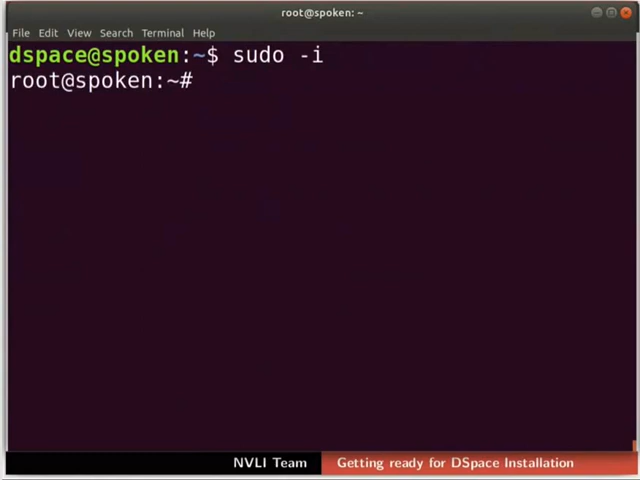 root@spoken: ~
File Edit View Search Terminal Help
dspace@spoken:~$ sudo -i
root@spoken:~#
NVLI Team Getting ready for DSpace Installation